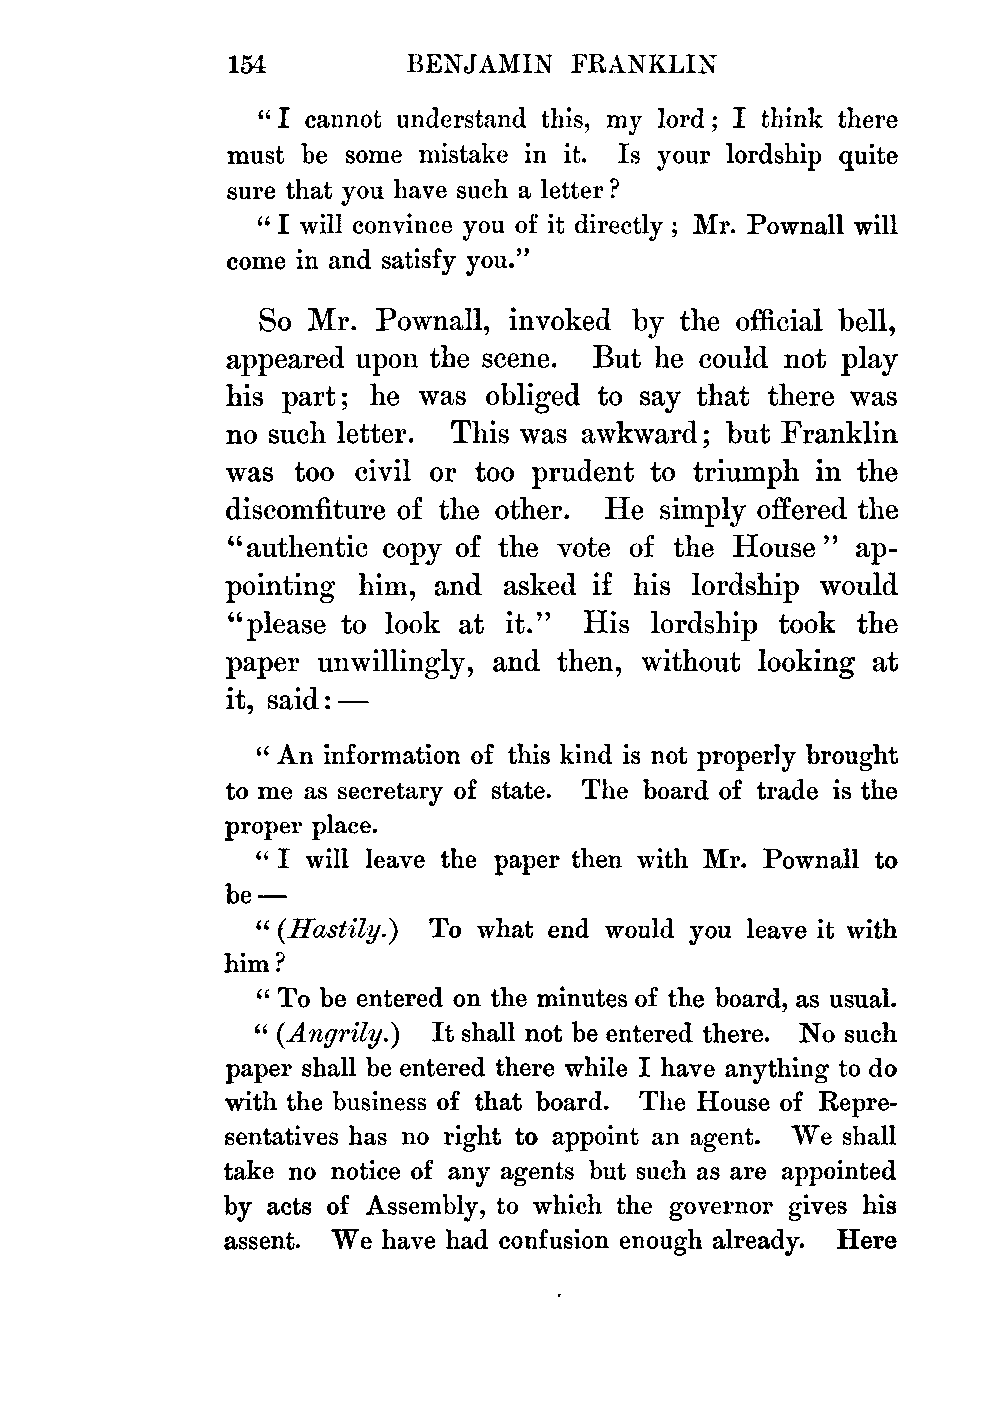 154 BENJAMIN FRANKLIN
“I cannot understand this, my lord; I think there
must be some mistake in it. Is your lordship quite
sure that you have such a letter?
“I will convince you of it directly; Mr. Pownall will
come in and satisfy you.”
So Mr. Pownall, invoked by the official bell,
appeared upon the scene. But he could not play
his part; he was obliged to say that there was
no such letter. This was awkward; but Franklin
was too civil or too prudent to triumph in the
discomfiture of the other. He simply offered the
“authentic copy of the vote of the House” ap-
pointing him, and asked if his lordship would
“please to look at it.” His lordship took the
paper unwillingly, and then, without looking at
it, said: —
“An information of this kind is not properly brought
to me as secretary of state. The board of trade is the
proper place.
“I will leave the paper then with Mr. Pownall to
be —
“(Hastily.) To what end would you leave it with
him?
“To be entered on the minutes of the board, as usual.
“(Angrily.) It shall not be entered there. No such
paper shall be entered there while I have anything to do
with the business of that board. The House of Repre-
sentatives has no right to appoint an agent. We shall
take no notice of any agents but such as are appointed
by acts of Assembly, to which the governor gives his
assent. We have had confusion enough already. Here